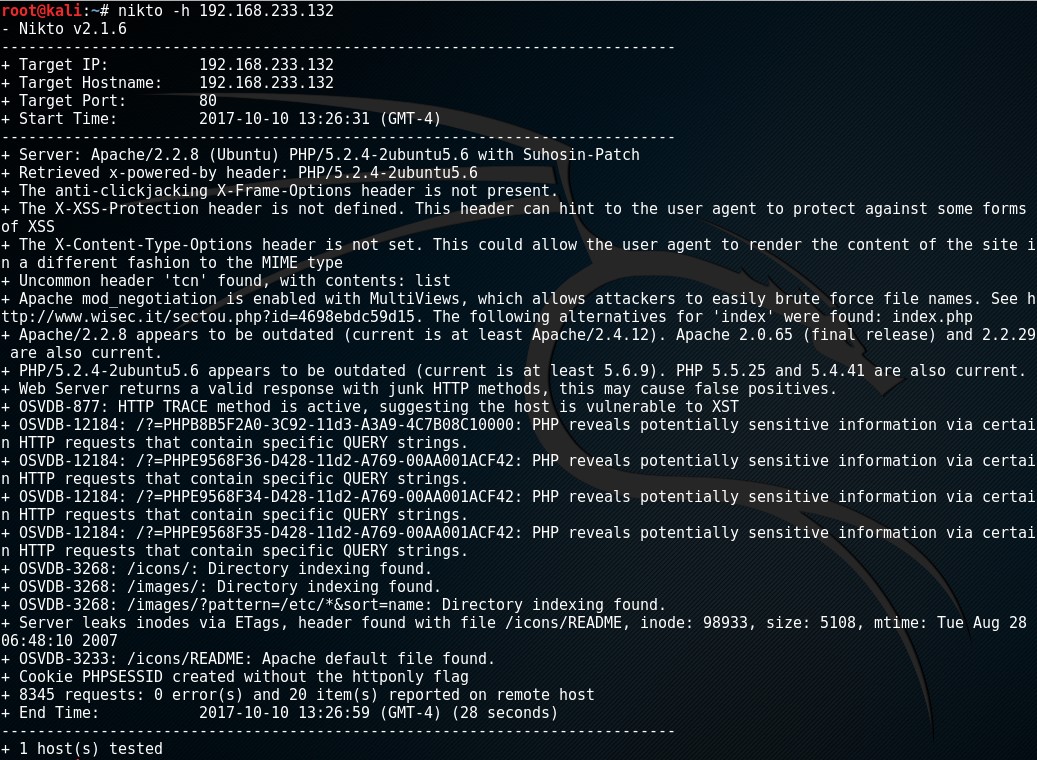 root@kali:~# nikto -h 192.168.233.132
- Nikto v2.1.6
---------------------------------------------------------------------------
+ Target IP:          192.168.233.132
+ Target Hostname:    192.168.233.132
+ Target Port:        80
+ Start Time:         2017-10-10 13:26:31 (GMT-4)
---------------------------------------------------------------------------
+ Server: Apache/2.2.8 (Ubuntu) PHP/5.2.4-2ubuntu5.6 with Suhosin-Patch
+ Retrieved x-powered-by header: PHP/5.2.4-2ubuntu5.6
+ The anti-clickjacking X-Frame-Options header is not present.
+ The X-XSS-Protection header is not defined. This header can hint to the user agent to protect against some forms
of XSS
+ The X-Content-Type-Options header is not set. This could allow the user agent to render the content of the site i
n a different fashion to the MIME type
+ Uncommon header 'tcn' found, with contents: list
+ Apache mod_negotiation is enabled with MultiViews, which allows attackers to easily brute force file names. See h
ttp://www.wisec.it/sectou.php?id=4698ebdc59d15. The following alternatives for 'index' were found: index.php
+ Apache/2.2.8 appears to be outdated (current is at least Apache/2.4.12). Apache 2.0.65 (final release) and 2.2.29
 are also current.
+ PHP/5.2.4-2ubuntu5.6 appears to be outdated (current is at least 5.6.9). PHP 5.5.25 and 5.4.41 are also current.
+ Web Server returns a valid response with junk HTTP methods, this may cause false positives.
+ OSVDB-877: HTTP TRACE method is active, suggesting the host is vulnerable to XST
+ OSVDB-12184: /?=PHPB8B5F2A0-3C92-11d3-A3A9-4C7B08C10000: PHP reveals potentially sensitive information via certai
n HTTP requests that contain specific QUERY strings.
+ OSVDB-12184: /?=PHPE9568F36-D428-11d2-A769-00AA001ACF42: PHP reveals potentially sensitive information via certai
n HTTP requests that contain specific QUERY strings.
+ OSVDB-12184: /?=PHPE9568F34-D428-11d2-A769-00AA001ACF42: PHP reveals potentially sensitive information via certai
n HTTP requests that contain specific QUERY strings.
+ OSVDB-12184: /?=PHPE9568F35-D428-11d2-A769-00AA001ACF42: PHP reveals potentially sensitive information via certai
n HTTP requests that contain specific QUERY strings.
+ OSVDB-3268: /icons/: Directory indexing found.
+ OSVDB-3268: /images/: Directory indexing found.
+ OSVDB-3268: /images/?pattern=/etc/*&sort=name: Directory indexing found.
+ Server leaks inodes via ETags, header found with file /icons/README, inode: 98933, size: 5108, mtime: Tue Aug 28
06:48:10 2007
+ OSVDB-3233: /icons/README: Apache default file found.
+ Cookie PHPSESSID created without the httponly flag
+ 8345 requests: 0 error(s) and 20 item(s) reported on remote host
+ End Time:           2017-10-10 13:26:59 (GMT-4) (28 seconds)
---------------------------------------------------------------------------
+ 1 host(s) tested